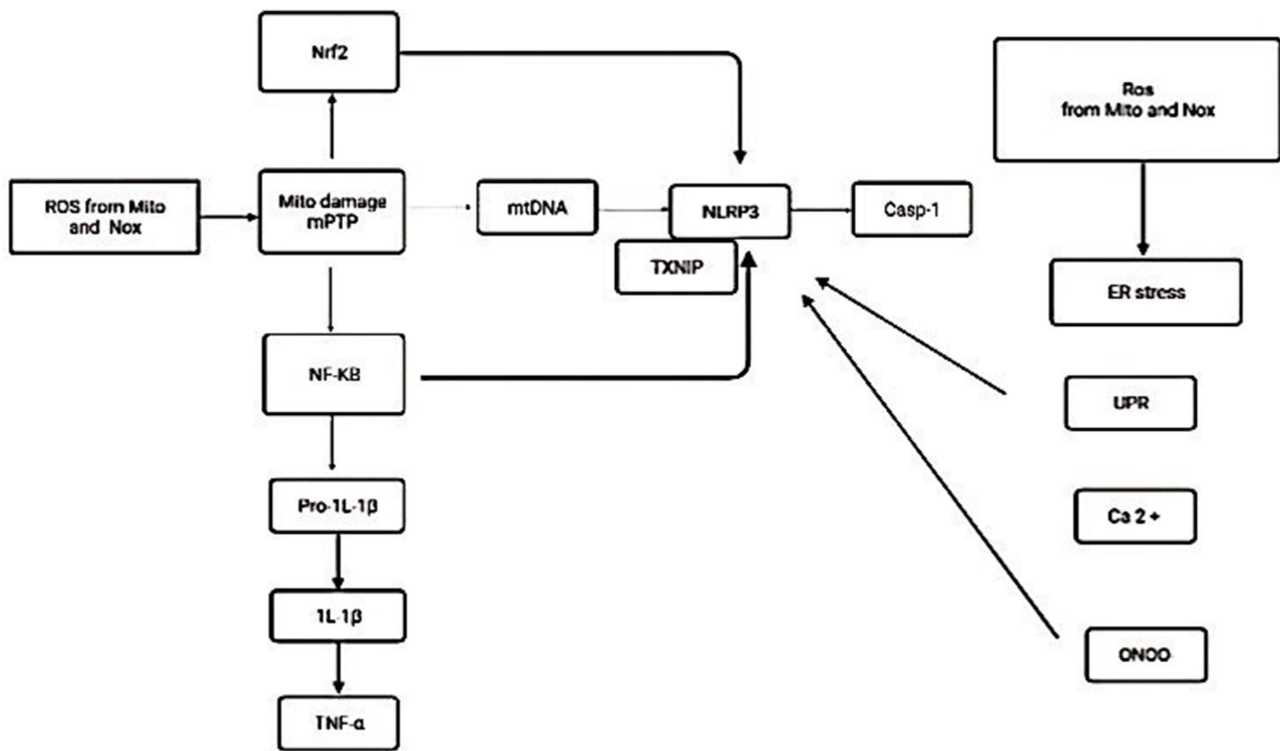 Nrf2
Ros
from Mito and Nox
ROS from Mito
and Nox
Mito damage
mPTP
mtDNA
NLRP3
Casp-1
TXNIP
ER stress
NF-KB
UPR
Pro-1L-1β
Ca 2 +
1L-1β
ONOO
TNF-α